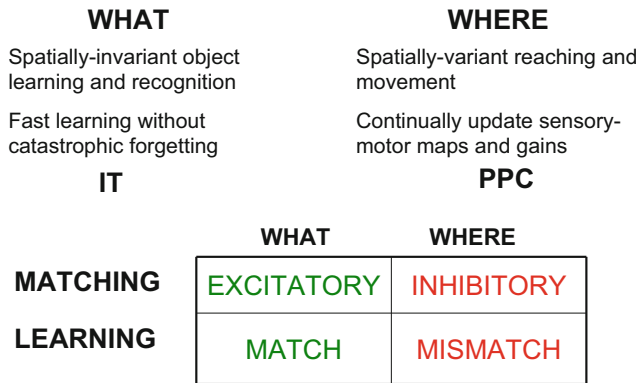 WHAT
WHERE
Spatially-invariant object
learning and recognition
Spatially-variant reaching and
movement
Fast learning without
catastrophic forgetting
Continually update sensory-
motor maps and gains
IT
PPC
WHAT WHERE
MATCHING EXCITATORY INHIBITORY
LEARNING MATCH MISMATCH